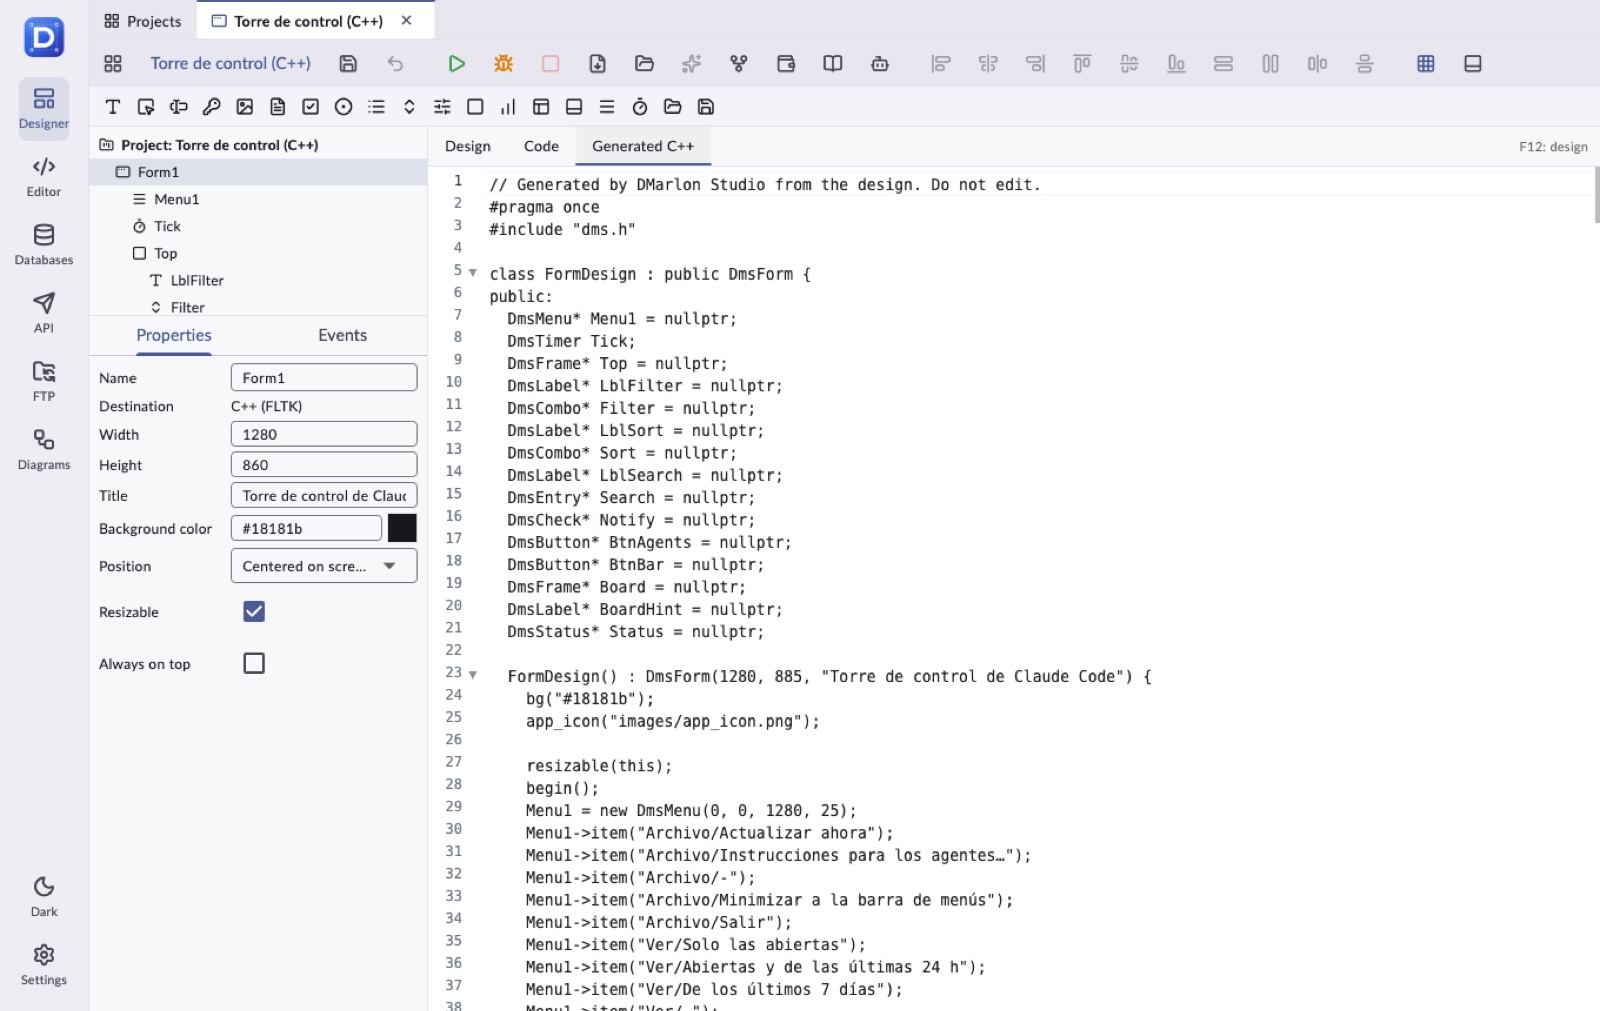 D
Projects
Torre de control (C++)
Torre de control (C++)
Designer
Editor
Databases
API
FTP
Diagrams
Dark
Settings
Project: Torre de control (C++)
Form1
Menu1
Tick
Top
LblFilter
Filter
Properties
Events
Name
Form1
Destination
C++ (FLTK)
Width
1280
Height
860
Title
Torre de control de Clauc
Background color
#18181b
Position
Centered on scre...
Resizable
Always on top
Design
Code
Generated C++
F12: design
1 // Generated by DMarlon Studio from the design. Do not edit.
2 #pragma once
3 #include "dms.h"
4
5 class FormDesign : public DmsForm {
6 public:
7 DmsMenu* Menu1 = nullptr;
8 DmsTimer Tick;
9 DmsFrame* Top = nullptr;
10 DmsLabel* LblFilter = nullptr;
11 DmsCombo* Filter = nullptr;
12 DmsLabel* LblSort = nullptr;
13 DmsCombo* Sort = nullptr;
14 DmsLabel* LblSearch = nullptr;
15 DmsEntry* Search = nullptr;
16 DmsCheck* Notify = nullptr;
17 DmsButton* BtnAgents = nullptr;
18 DmsButton* BtnBar = nullptr;
19 DmsFrame* Board = nullptr;
20 DmsLabel* BoardHint = nullptr;
21 DmsStatus* Status = nullptr;
22
23 FormDesign() : DmsForm(1280, 885, "Torre de control de Claude Code") {
24 bg("#18181b");
25 app_icon("images/app_icon.png");
26
27 resizable(this);
28 begin();
29 Menu1 = new DmsMenu(0, 0, 1280, 25);
30 Menu1->item("Archivo/Actualizar ahora");
31 Menu1->item("Archivo/Instrucciones para los agentes…");
32 Menu1->item("Archivo/-");
33 Menu1->item("Archivo/Minimizar a la barra de menús");
34 Menu1->item("Archivo/Salir");
35 Menu1->item("Ver/Solo las abiertas");
36 Menu1->item("Ver/Abiertas y de las últimas 24 h");
37 Menu1->item("Ver/De los últimos 7 días");
38 Menu1->item("Ver/-");